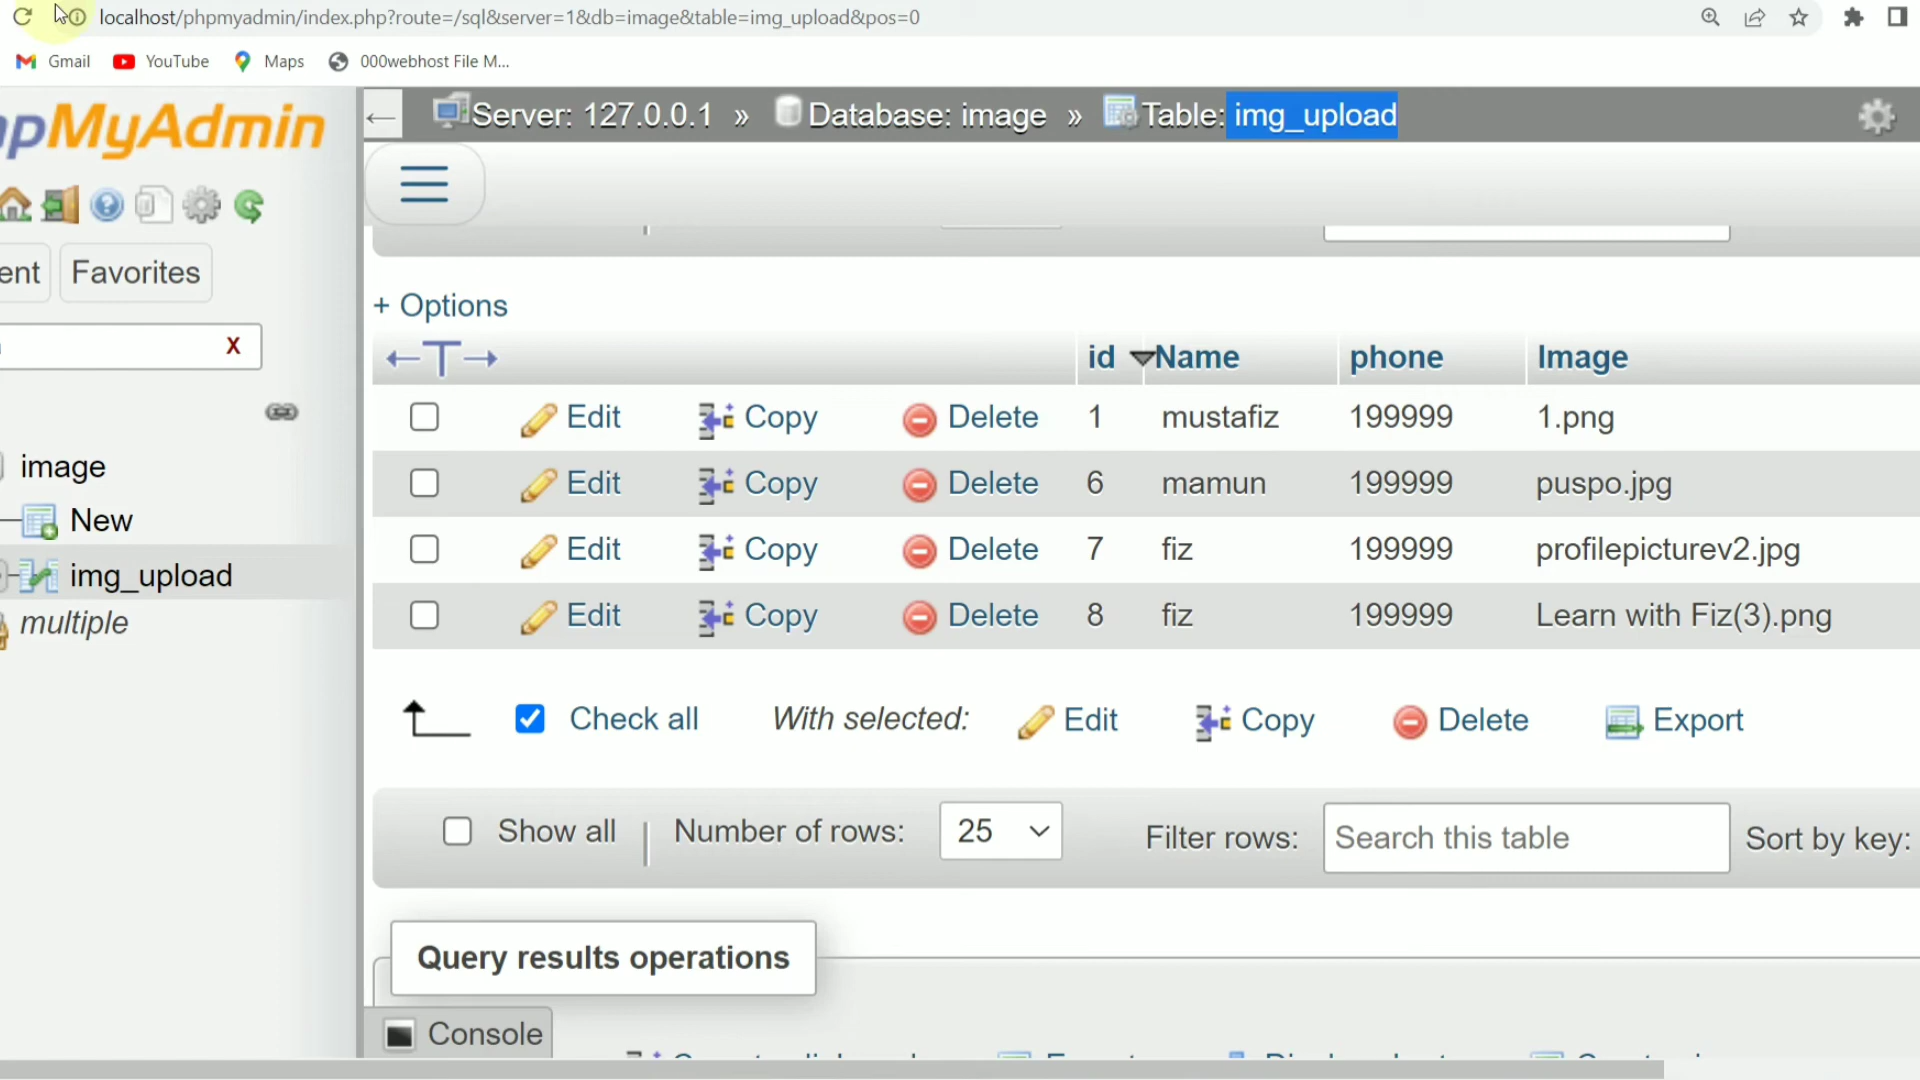 localhost/phpmyadmin/index.php?route=/sql&server=1&db=image&table=img_upload&pos=0
Gmail YouTube Maps 000webhost File M...
pMyAdmin
Server: 127.0.0.1 » Database: image » Table: img_upload
ent Favorites
X
image
New
img_upload
multiple
+ Options
←T→ id Name phone Image
Edit Copy Delete 1 mustafiz 199999 1.png
Edit Copy Delete 6 mamun 199999 puspo.jpg
Edit Copy Delete 7 fiz 199999 profilepicturev2.jpg
Edit Copy Delete 8 fiz 199999 Learn with Fiz(3).png
Check all With selected: Edit Copy Delete Export
Show all Number of rows: 25 Filter rows: Search this table Sort by key:
Query results operations
Console